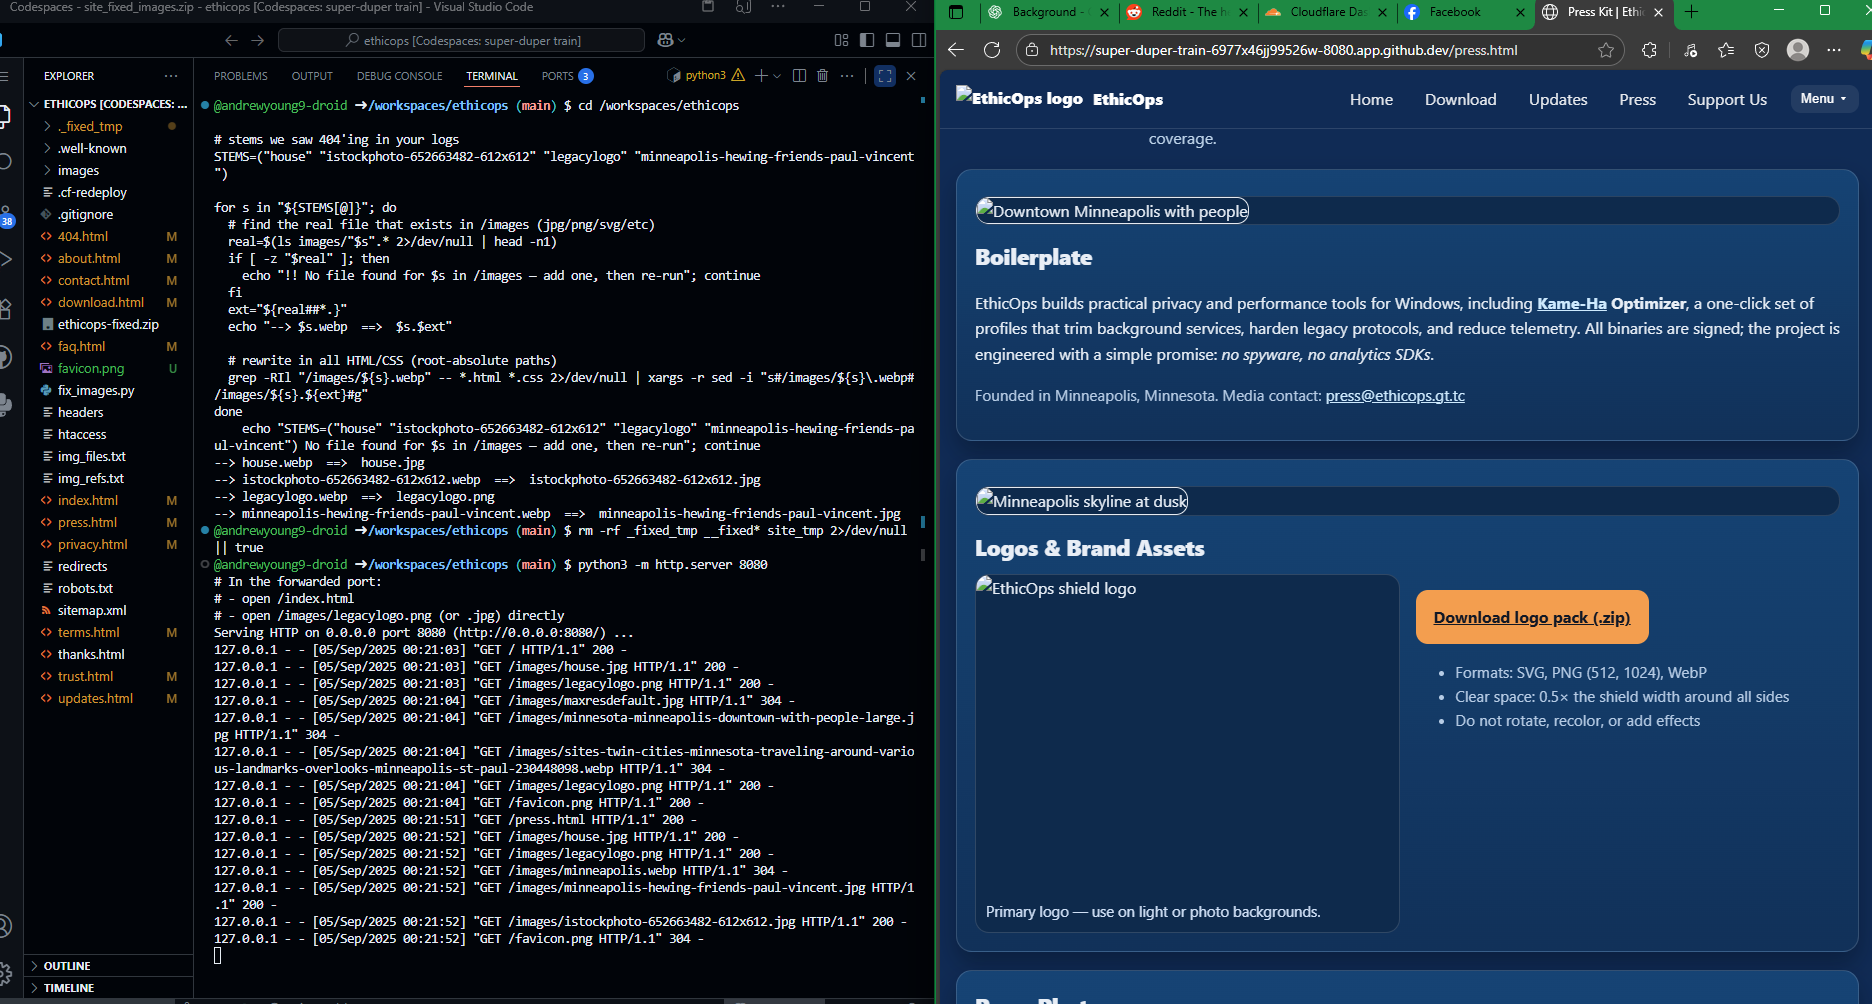 Codespaces - site_fixed_images.zip - ethicops [Codespaces: super-duper train] - Visual Studio Code
ethicops [Codespaces: super-duper train]
EXPLORER
ETHICOPS [CODESPACES: ...
._fixed_tmp
.well-known
images
.cf-redeploy
.gitignore
404.html M
about.html M
contact.html M
download.html M
ethicops-fixed.zip
faq.html M
favicon.png U
fix_images.py
headers
htaccess
img_files.txt
img_refs.txt
index.html M
press.html M
privacy.html M
redirects
robots.txt
sitemap.xml
terms.html M
thanks.html
trust.html M
updates.html M
OUTLINE
TIMELINE
38
PROBLEMS OUTPUT DEBUG CONSOLE TERMINAL PORTS 3 python3
@andrewyoung9-droid ➜/workspaces/ethicops (main) $ cd /workspaces/ethicops
# stems we saw 404'ing in your logs
STEMS=("house" "istockphoto-652663482-612x612" "legacylogo" "minneapolis-hewing-friends-paul-vincent
")
for s in "${STEMS[@]}"; do
# find the real file that exists in /images (jpg/png/svg/etc)
real=$(ls images/"$s".* 2>/dev/null | head -n1)
if [ -z "$real" ]; then
echo "!! No file found for $s in /images — add one, then re-run"; continue
fi
ext="${real##*.}"
echo "--> $s.webp ==> $s.$ext"
# rewrite in all HTML/CSS (root-absolute paths)
grep -RIl "/images/${s}.webp" -- *.html *.css 2>/dev/null | xargs -r sed -i "s#/images/${s}\.webp#
/images/${s}.${ext}#g"
done
echo "STEMS=("house" "istockphoto-652663482-612x612" "legacylogo" "minneapolis-hewing-friends-pa
ul-vincent") No file found for $s in /images — add one, then re-run"; continue
--> house.webp ==> house.jpg
--> istockphoto-652663482-612x612.webp ==> istockphoto-652663482-612x612.jpg
--> legacylogo.webp ==> legacylogo.png
--> minneapolis-hewing-friends-paul-vincent.webp ==> minneapolis-hewing-friends-paul-vincent.jpg
@andrewyoung9-droid ➜/workspaces/ethicops (main) $ rm -rf _fixed_tmp __fixed* site_tmp 2>/dev/null
|| true
@andrewyoung9-droid ➜/workspaces/ethicops (main) $ python3 -m http.server 8080
# In the forwarded port:
# - open /index.html
# - open /images/legacylogo.png (or .jpg) directly
Serving HTTP on 0.0.0.0 port 8080 (http://0.0.0.0:8080/) ...
127.0.0.1 - - [05/Sep/2025 00:21:03] "GET / HTTP/1.1" 200 -
127.0.0.1 - - [05/Sep/2025 00:21:03] "GET /images/house.jpg HTTP/1.1" 200 -
127.0.0.1 - - [05/Sep/2025 00:21:03] "GET /images/legacylogo.png HTTP/1.1" 200 -
127.0.0.1 - - [05/Sep/2025 00:21:04] "GET /images/maxresdefault.jpg HTTP/1.1" 304 -
127.0.0.1 - - [05/Sep/2025 00:21:04] "GET /images/minnesota-minneapolis-downtown-with-people-large.j
pg HTTP/1.1" 304 -
127.0.0.1 - - [05/Sep/2025 00:21:04] "GET /images/sites-twin-cities-minnesota-traveling-around-vario
us-landmarks-overlooks-minneapolis-st-paul-230448098.webp HTTP/1.1" 304 -
127.0.0.1 - - [05/Sep/2025 00:21:04] "GET /images/legacylogo.png HTTP/1.1" 200 -
127.0.0.1 - - [05/Sep/2025 00:21:04] "GET /favicon.png HTTP/1.1" 200 -
127.0.0.1 - - [05/Sep/2025 00:21:51] "GET /press.html HTTP/1.1" 200 -
127.0.0.1 - - [05/Sep/2025 00:21:52] "GET /images/house.jpg HTTP/1.1" 200 -
127.0.0.1 - - [05/Sep/2025 00:21:52] "GET /images/legacylogo.png HTTP/1.1" 200 -
127.0.0.1 - - [05/Sep/2025 00:21:52] "GET /images/minneapolis.webp HTTP/1.1" 304 -
127.0.0.1 - - [05/Sep/2025 00:21:52] "GET /images/minneapolis-hewing-friends-paul-vincent.jpg HTTP/1
.1" 200 -
127.0.0.1 - - [05/Sep/2025 00:21:52] "GET /images/istockphoto-652663482-612x612.jpg HTTP/1.1" 200 -
127.0.0.1 - - [05/Sep/2025 00:21:52] "GET /favicon.png HTTP/1.1" 304 -
Background - Reddit - The h Cloudflare Das Facebook Press Kit | Ethi
https://super-duper-train-6977x46jj99526w-8080.app.github.dev/press.html
EthicOps logo EthicOps Home Download Updates Press Support Us Menu
coverage.
Downtown Minneapolis with people
Boilerplate
EthicOps builds practical privacy and performance tools for Windows, including Kame-Ha Optimizer, a one-click set of
profiles that trim background services, harden legacy protocols, and reduce telemetry. All binaries are signed; the project is
engineered with a simple promise: no spyware, no analytics SDKs.
Founded in Minneapolis, Minnesota. Media contact: press@ethicops.gt.tc
Minneapolis skyline at dusk
Logos & Brand Assets
EthicOps shield logo
Primary logo — use on light or photo backgrounds.
Download logo pack (.zip)
• Formats: SVG, PNG (512, 1024), WebP
• Clear space: 0.5× the shield width around all sides
• Do not rotate, recolor, or add effects